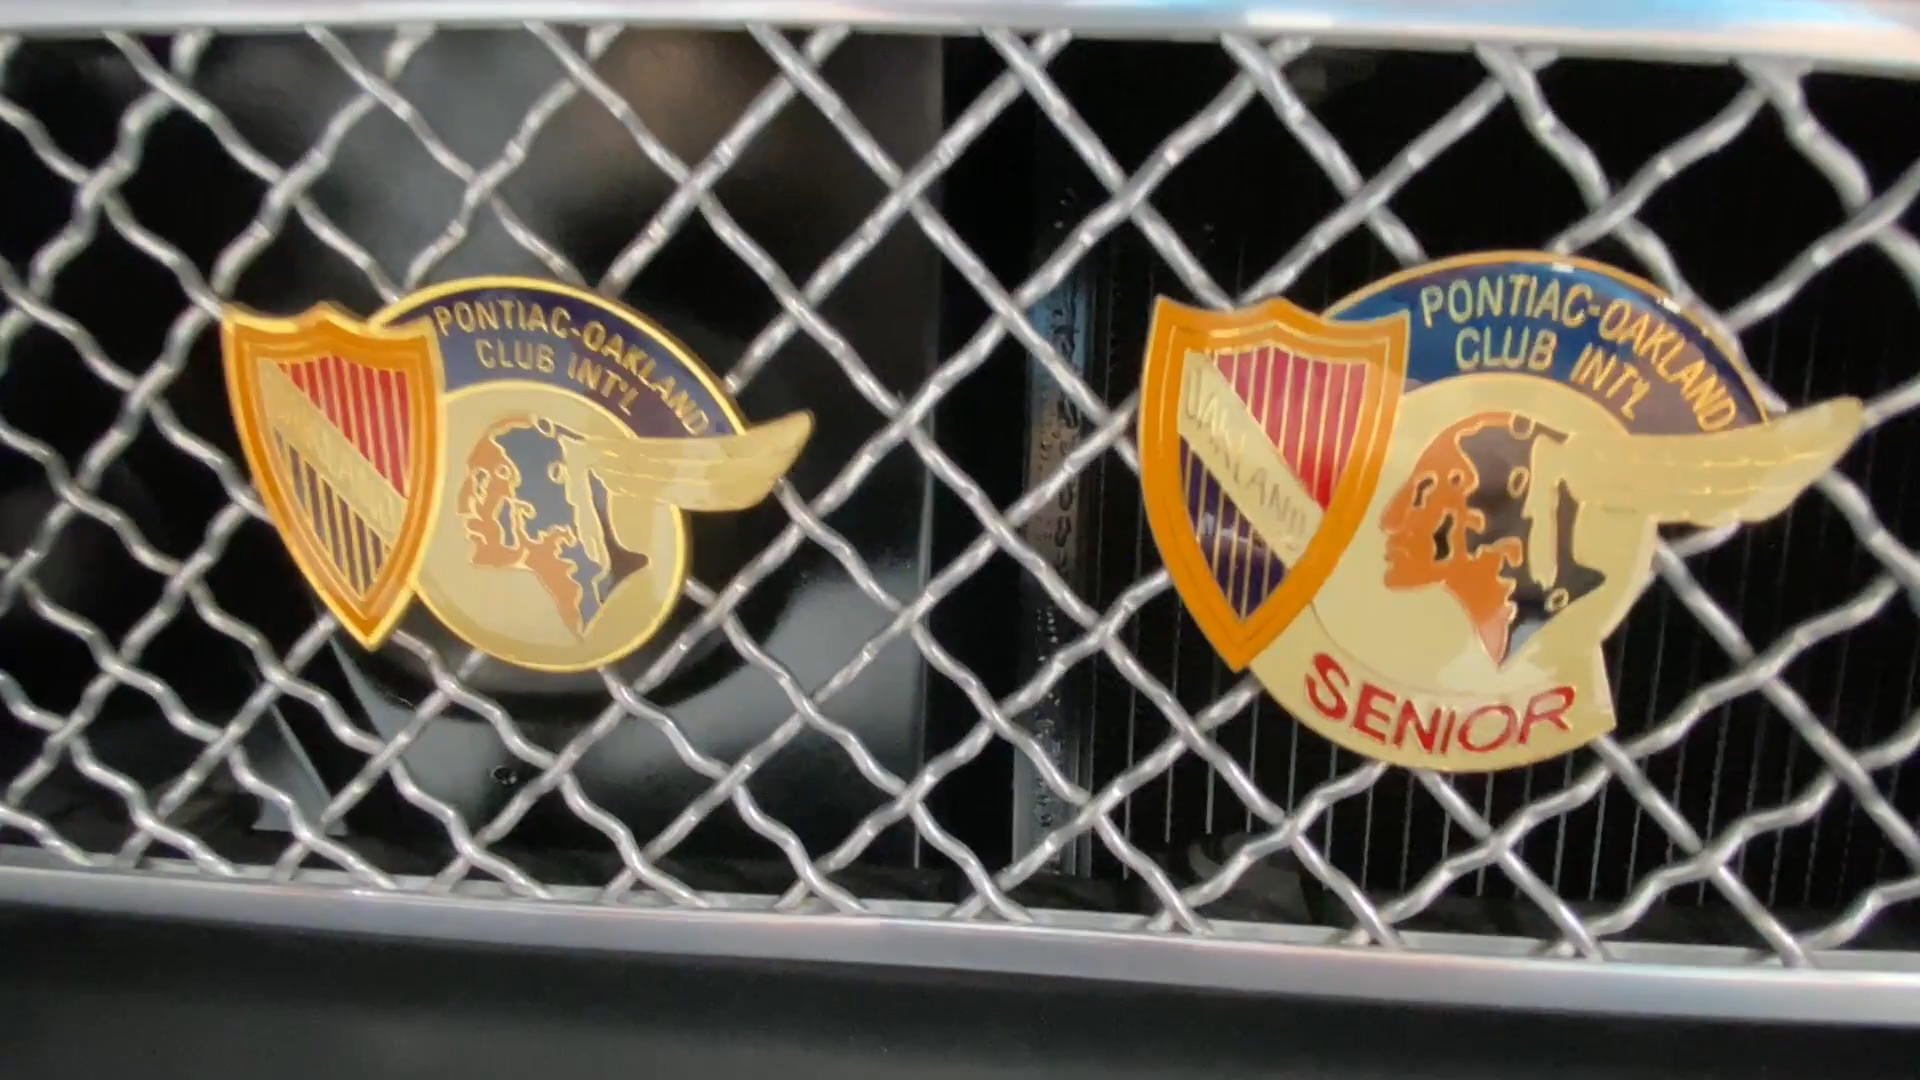 PONTIAC-OAKLAND
CLUB INT'L
OAKLAND
PONTIAC-OAKLAND
CLUB INT'L
OAKLAND
SENIOR